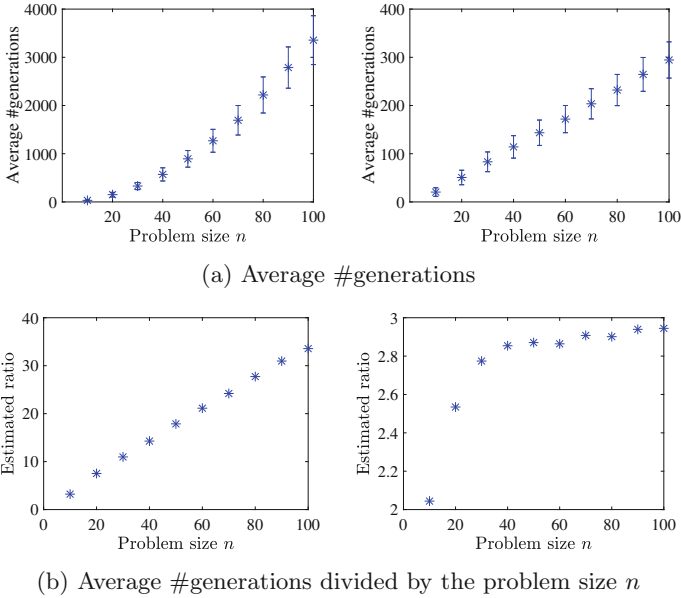 4000
3000
2000
1000
0
20 40 60 80 100
Average #generations
Problem size n
400
300
200
100
0
20 40 60 80 100
Average #generations
Problem size n
(a) Average #generations
40
30
20
10
0
0 20 40 60 80 100
Estimated ratio
Problem size n
3
2.8
2.6
2.4
2.2
2
0 20 40 60 80 100
Estimated ratio
Problem size n
(b) Average #generations divided by the problem size n